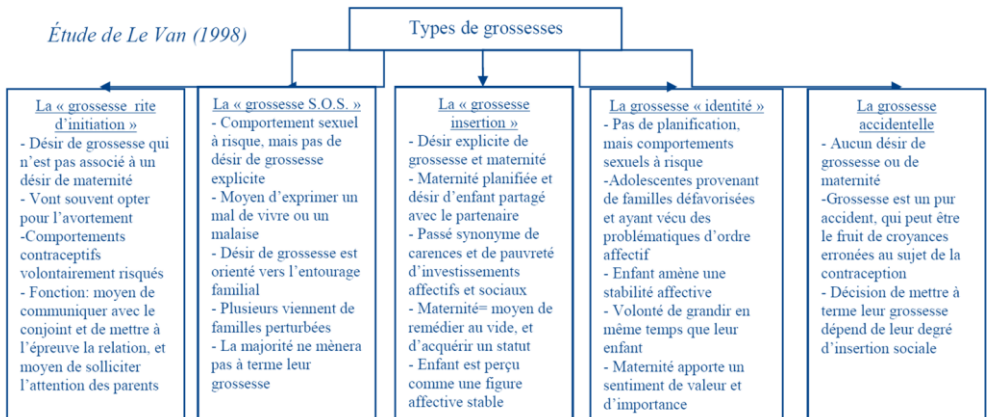 Étude de Le Van (1998)
Types de grossesses
La « grossesse rite
d'initiation »
- Désir de grossesse qui
n'est pas associé à un
désir de maternité
- Vont souvent opter
pour l'avortement
-Comportements
contraceptifs
volontairement risqués
- Fonction: moyen de
communiquer avec le
conjoint et de mettre à
l'épreuve la relation, et
moyen de solliciter
l'attention des parents
La « grossesse S.O.S. »
- Comportement sexuel
à risque, mais pas de
désir de grossesse
explicite
- Moyen d'exprimer un
mal de vivre ou un
malaise
- Désir de grossesse est
orienté vers l'entourage
familial
- Plusieurs viennent de
familles perturbées
- La majorité ne mènera
pas à terme leur
grossesse
La « grossesse
insertion »
- Désir explicite de
grossesse et maternité
- Maternité planifiée et
désir d'enfant partagé
avec le partenaire
- Passé synonyme de
carences et de pauvreté
d'investissements
affectifs et sociaux
- Maternité= moyen de
remédier au vide, et
d'acquérir un statut
- Enfant est perçu
comme une figure
affective stable
La grossesse « identité »
- Pas de planification,
mais comportements
sexuels à risque
-Adolescentes provenant
de familles défavorisées
et ayant vécu des
problématiques d'ordre
affectif
- Enfant amène une
stabilité affective
- Volonté de grandir en
même temps que leur
enfant
- Maternité apporte un
sentiment de valeur et
d'importance
La grossesse
accidentelle
- Aucun désir de
grossesse ou de
maternité
-Grossesse est un pur
accident, qui peut être
le fruit de croyances
erronées au sujet de la
contraception
- Décision de mettre à
terme leur grossesse
dépend de leur degré
d'insertion sociale